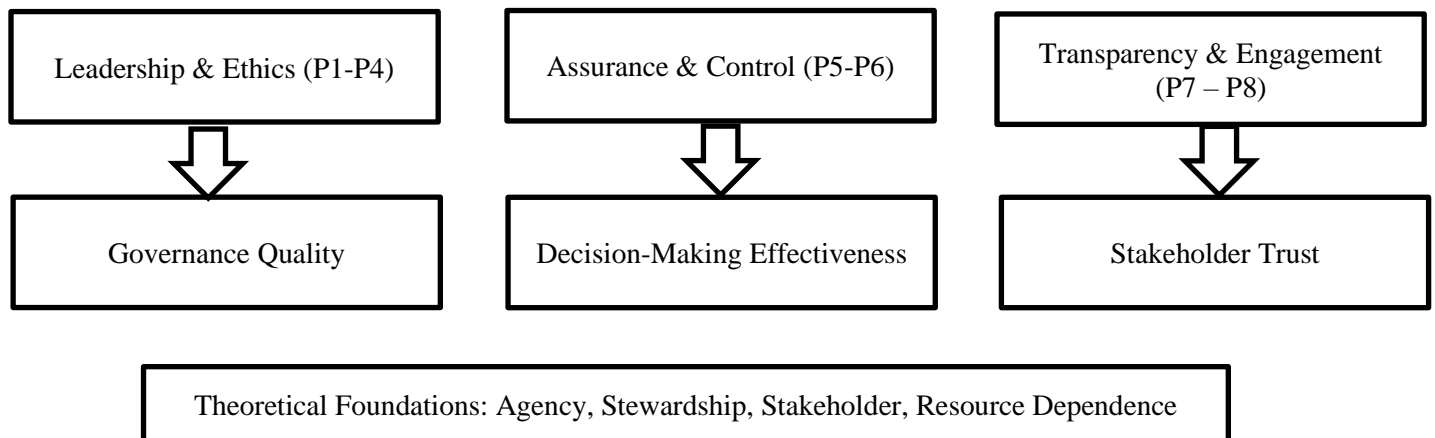 Leadership & Ethics (P1-P4)
Assurance & Control (P5-P6)
Transparency & Engagement
(P7 – P8)
Governance Quality
Decision-Making Effectiveness
Stakeholder Trust
Theoretical Foundations: Agency, Stewardship, Stakeholder, Resource Dependence